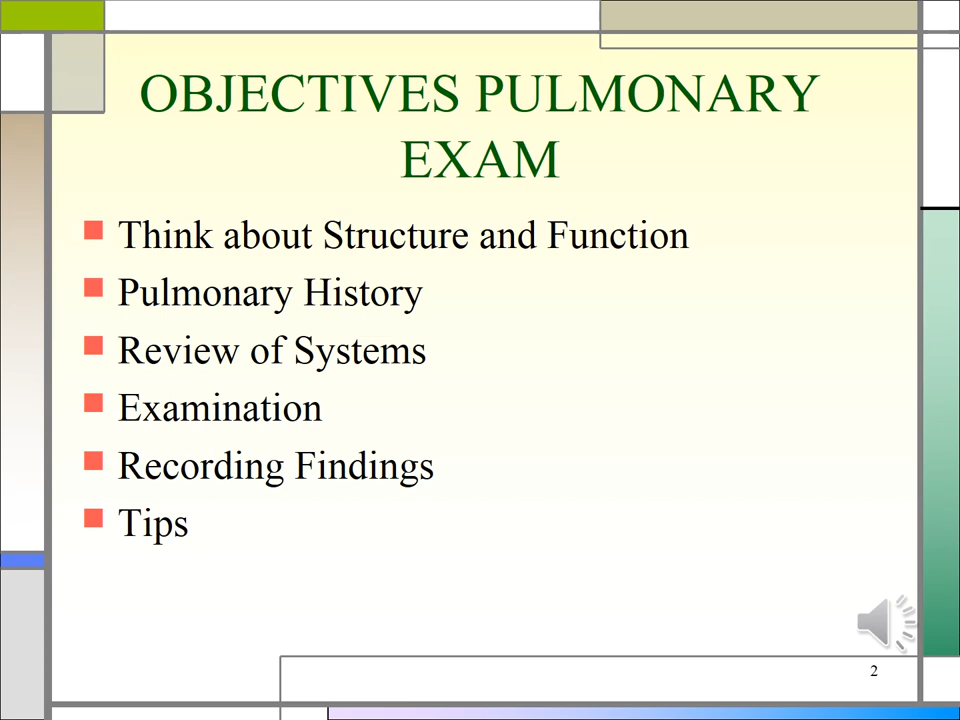 OBJECTIVES PULMONARY
EXAM
Think about Structure and Function
Pulmonary History
Review of Systems
Examination
Recording Findings
Tips
2